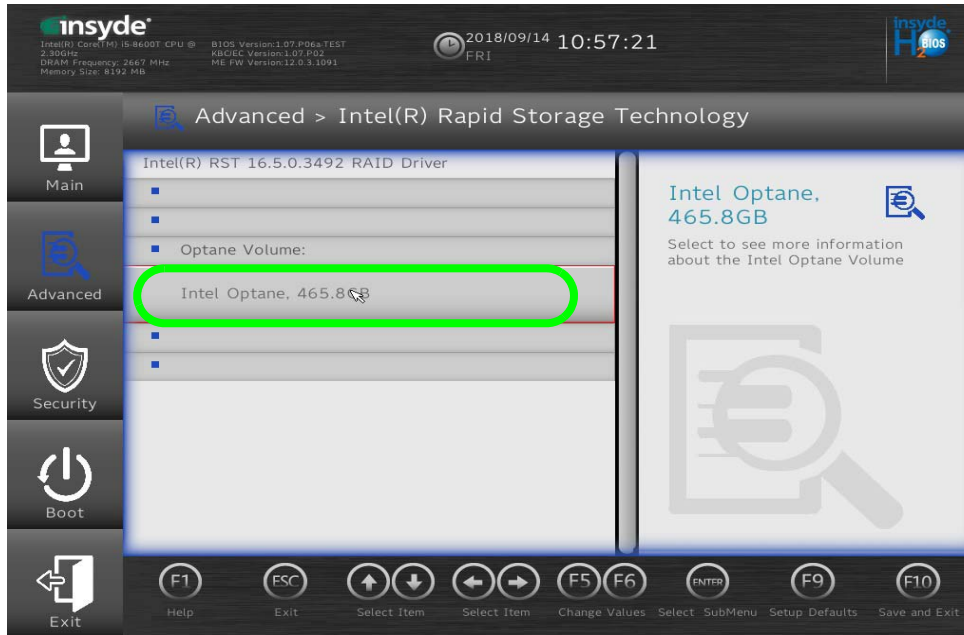 insyde®
Intel(R) Core(TM) i5-8600T CPU @ 2.30GHz
DRAM Frequency: 2667 MHz
Memory Size: 8192 MB
BIOS Version:1.07.P06a-TEST
KBC/EC Version:1.07.P02
ME FW Version:12.0.3.1091
2018/09/14 10:57:21
FRI
insyde
H2O
BIOS
Advanced > Intel(R) Rapid Storage Technology
Main
Advanced
Security
Boot
Exit
Intel(R) RST 16.5.0.3492 RAID Driver
Optane Volume:
Intel Optane, 465.8GB
Intel Optane,
465.8GB
Select to see more information
about the Intel Optane Volume
F1 ESC F5 F6 ENTER F9 F10
Help Exit Select Item Select Item Change Values Select SubMenu Setup Defaults Save and Exit